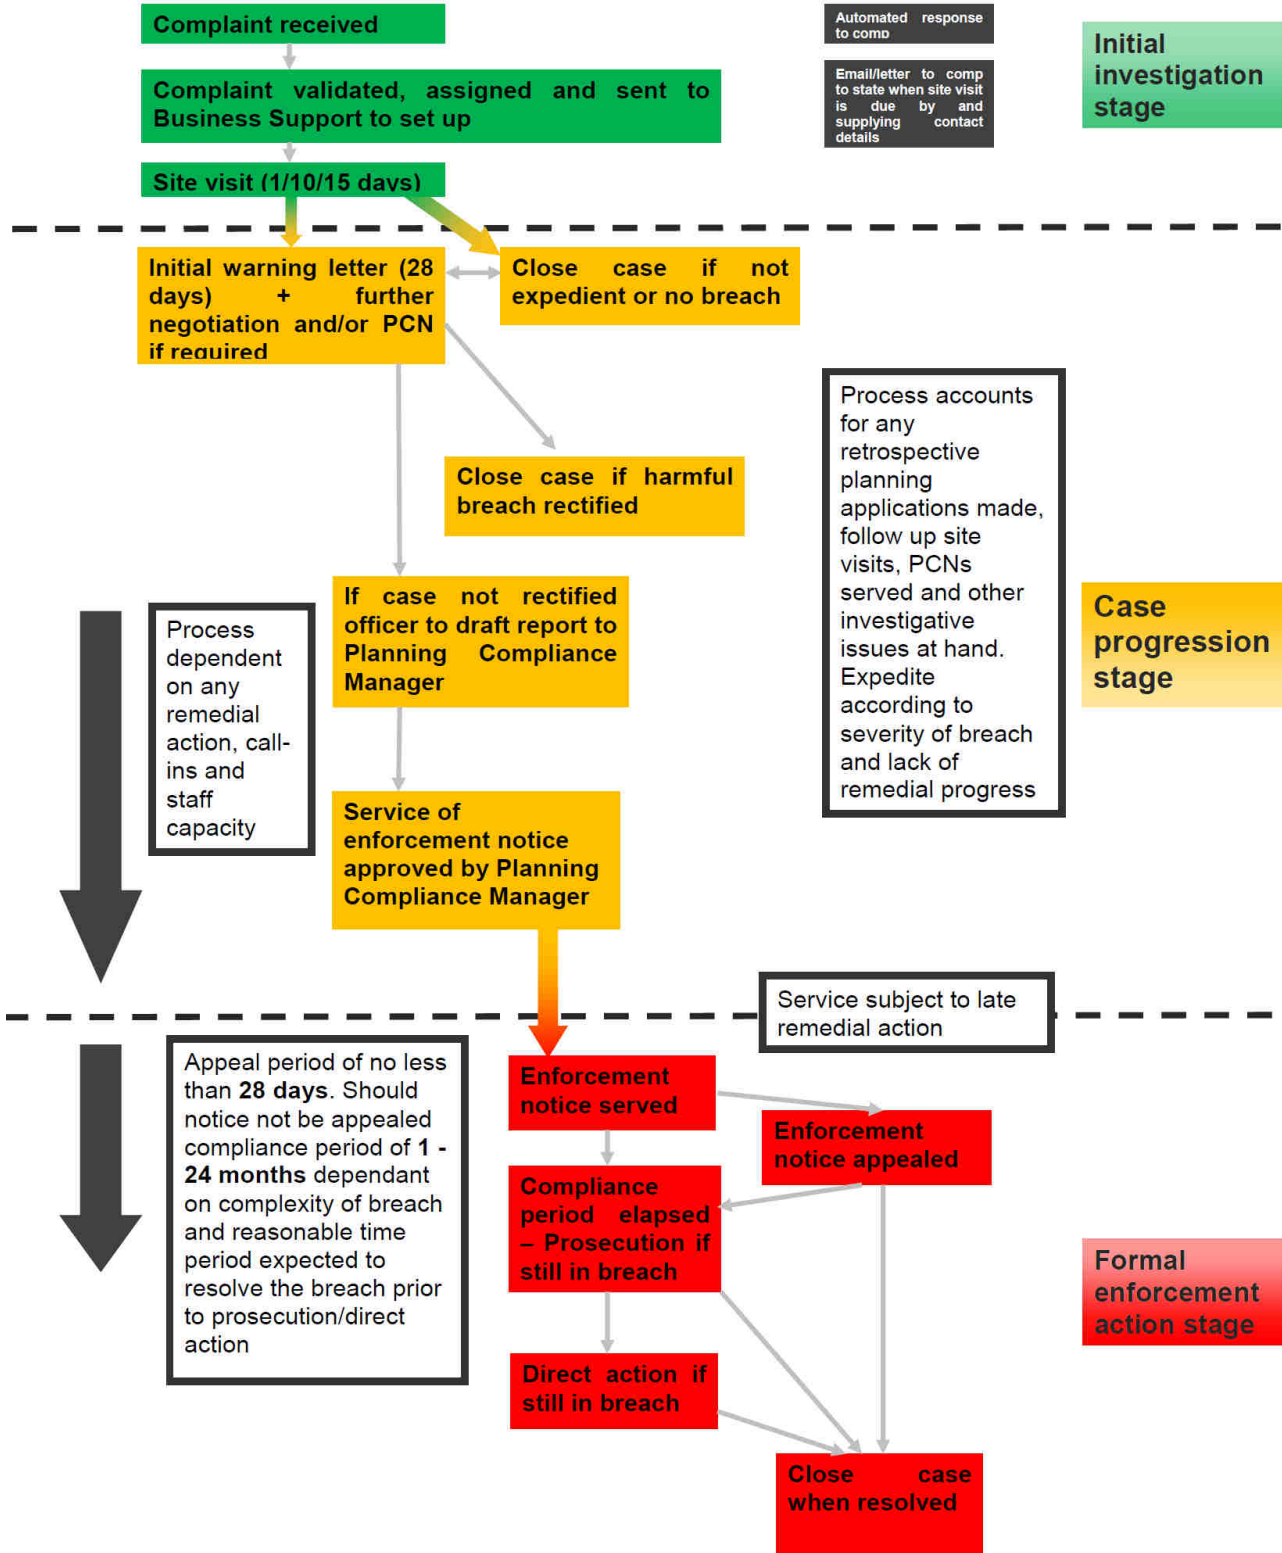 Complaint received
Automated response
to comp
Initial
investigation
stage
Complaint validated, assigned and sent to
Business Support to set up
Email/letter to comp
to state when site visit
is due by and
supplying contact
details
Site visit (1/10/15 days)
Initial warning letter (28
days) + further
negotiation and/or PCN
if required
Close case if not
expedient or no breach
Close case if harmful
breach rectified
Process accounts
for any
retrospective
planning
applications made,
follow up site
visits, PCNs
served and other
investigative
issues at hand.
Expedite
according to
severity of breach
and lack of
remedial progress
Case
progression
stage
If case not rectified
officer to draft report to
Planning Compliance
Manager
Process
dependent
on any
remedial
action, call-
ins and
staff
capacity
Service of
enforcement notice
approved by Planning
Compliance Manager
Service subject to late
remedial action
Appeal period of no less
than 28 days. Should
notice not be appealed
compliance period of 1 -
24 months dependant
on complexity of breach
and reasonable time
period expected to
resolve the breach prior
to prosecution/direct
action
Enforcement
notice served
Enforcement
notice appealed
Compliance
period elapsed
– Prosecution if
still in breach
Formal
enforcement
action stage
Direct action if
still in breach
Close case
when resolved